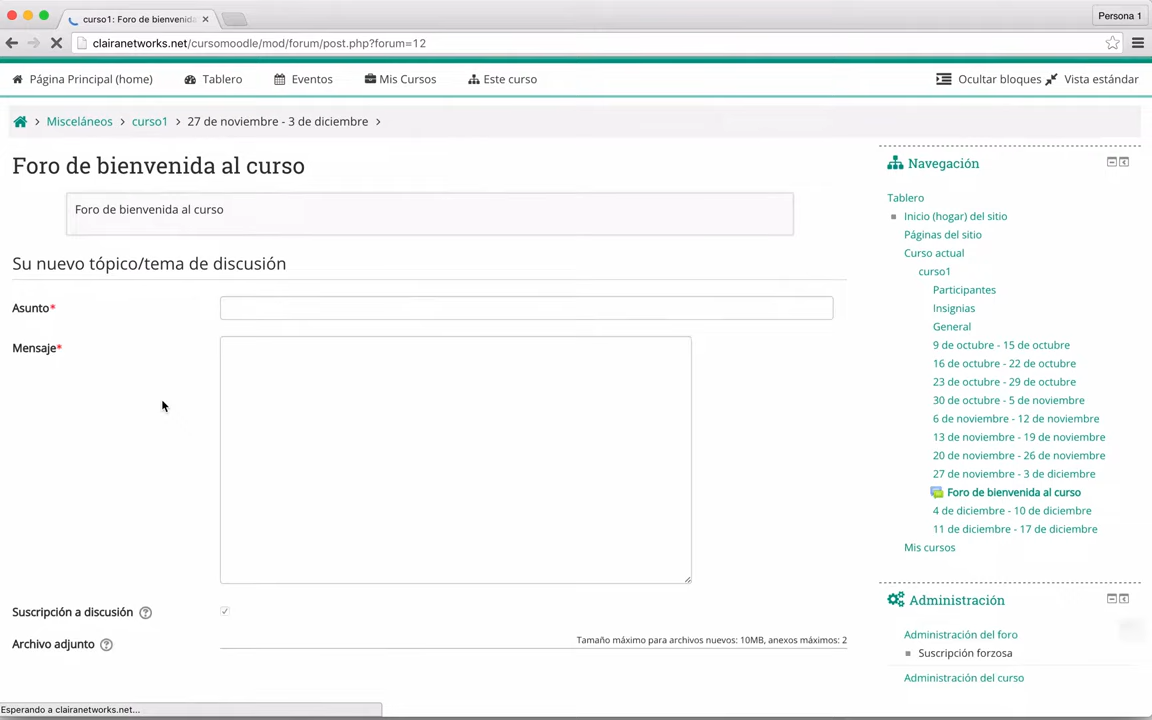 curso1: Foro de bienvenida
Persona 1
clairanetworks.net/cursomoodle/mod/forum/post.php?forum=12
Página Principal (home) Tablero Eventos Mis Cursos Este curso Ocultar bloques Vista estándar
Misceláneos curso1 27 de noviembre - 3 de diciembre
Foro de bienvenida al curso
Foro de bienvenida al curso
Su nuevo tópico/tema de discusión
Asunto*
Mensaje*
Suscripción a discusión
Archivo adjunto
Tamaño máximo para archivos nuevos: 10MB, anexos máximos: 2
Navegación
Tablero
Inicio (hogar) del sitio
Páginas del sitio
Curso actual
curso1
Participantes
Insignias
General
9 de octubre - 15 de octubre
16 de octubre - 22 de octubre
23 de octubre - 29 de octubre
30 de octubre - 5 de noviembre
6 de noviembre - 12 de noviembre
13 de noviembre - 19 de noviembre
20 de noviembre - 26 de noviembre
27 de noviembre - 3 de diciembre
Foro de bienvenida al curso
4 de diciembre - 10 de diciembre
11 de diciembre - 17 de diciembre
Mis cursos
Administración
Administración del foro
Suscripción forzosa
Administración del curso
Esperando a clairanetworks.net...